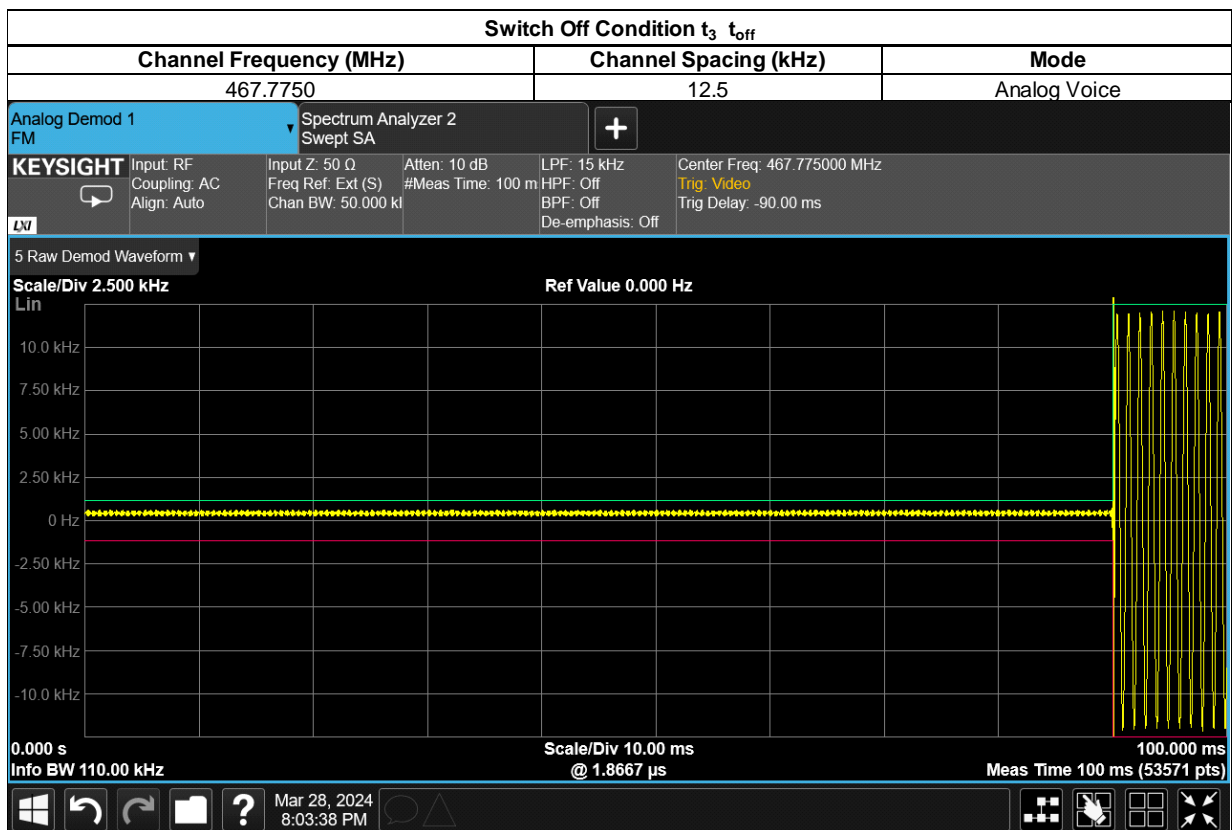 Switch Off Condition t3 toff
Channel Frequency (MHz) Channel Spacing (kHz) Mode
467.7750 12.5 Analog Voice
Analog Demod 1 ▼ Spectrum Analyzer 2 +
FM Swept SA
KEYSIGHT Input: RF Input Z: 50 Ω Atten: 10 dB LPF: 15 kHz Center Freq: 467.775000 MHz
Coupling: AC Freq Ref: Ext (S) #Meas Time: 100 m HPF: Off Trig: Video
Align: Auto Chan BW: 50.000 kl BPF: Off Trig Delay: -90.00 ms
LXI De-emphasis: Off
5 Raw Demod Waveform ▼
Scale/Div 2.500 kHz Ref Value 0.000 Hz
Lin
10.0 kHz
7.50 kHz
5.00 kHz
2.50 kHz
0 Hz
-2.50 kHz
-5.00 kHz
-7.50 kHz
-10.0 kHz
0.000 s Scale/Div 10.00 ms 100.000 ms
Info BW 110.00 kHz @ 1.8667 µs Meas Time 100 ms (53571 pts)
? Mar 28, 2024
8:03:38 PM